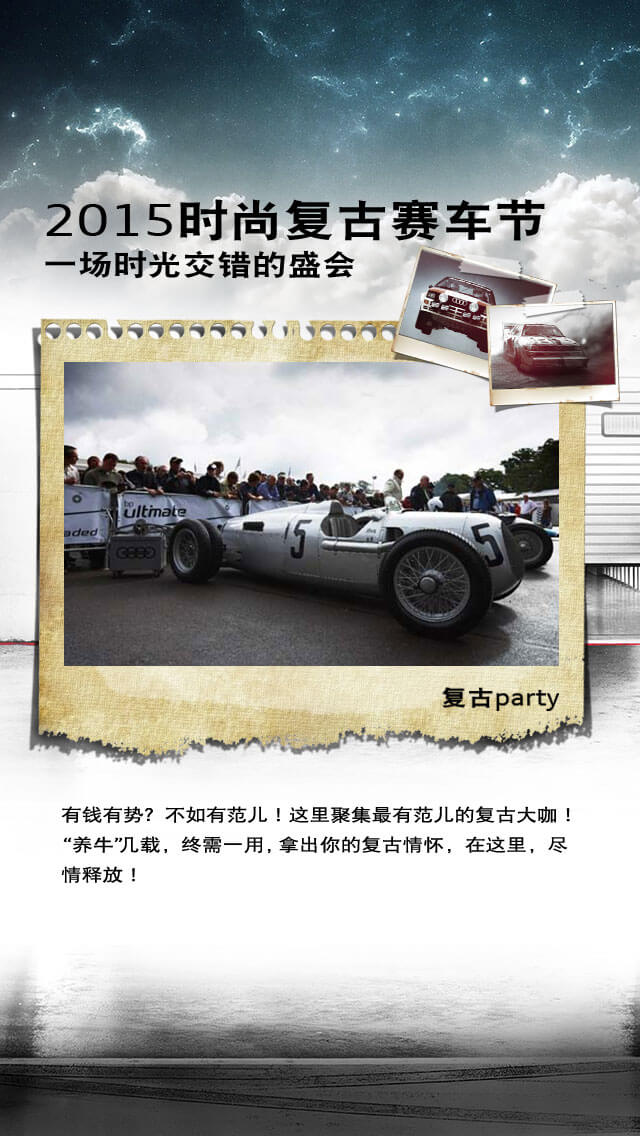 2015时尚复古赛车节
一场时光交错的盛会
bp
ultimate
5
5
复古party
有钱有势？不如有范儿！这里聚集最有范儿的复古大咖！
“养牛”几载，终需一用，拿出你的复古情怀，在这里，尽
情释放！